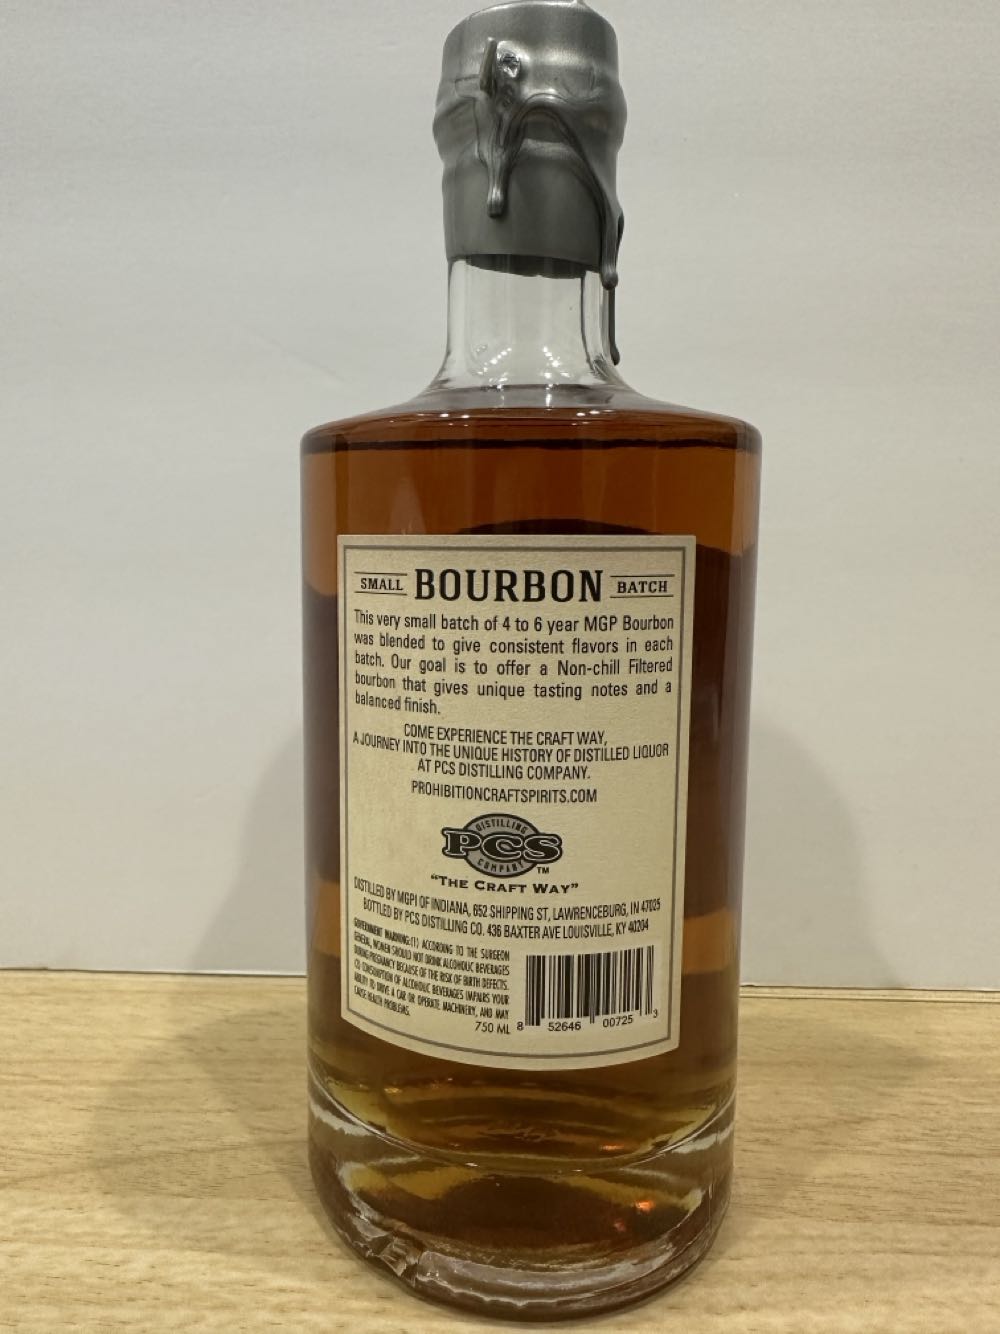 SMALL BOURBON BATCH
This very small batch of 4 to 6 year MGP Bourbon
was blended to give consistent flavors in each
batch. Our goal is to offer a Non-chill Filtered
bourbon that gives unique tasting notes and a
balanced finish.
COME EXPERIENCE THE CRAFT WAY,
A JOURNEY INTO THE UNIQUE HISTORY OF DISTILLED LIQUOR
AT PCS DISTILLING COMPANY.
PROHIBITIONCRAFTSPIRITS.COM
DISTILLING
PCS
COMPANY TM
"THE CRAFT WAY"
DISTILLED BY MGPI OF INDIANA, 652 SHIPPING ST, LAWRENCEBURG, IN 47025
BOTTLED BY PCS DISTILLING CO. 436 BAXTER AVE LOUISVILLE, KY 40204
GOVERNMENT WARNING:(1) ACCORDING TO THE SURGEON
GENERAL, WOMEN SHOULD NOT DRINK ALCOHOLIC BEVERAGES
DURING PREGNANCY BECAUSE OF THE RISK OF BIRTH DEFECTS.
(2) CONSUMPTION OF ALCOHOLIC BEVERAGES IMPAIRS YOUR
ABILITY TO DRIVE A CAR OR OPERATE MACHINERY, AND MAY
CAUSE HEALTH PROBLEMS.
750 ML
8 52646 00725 3